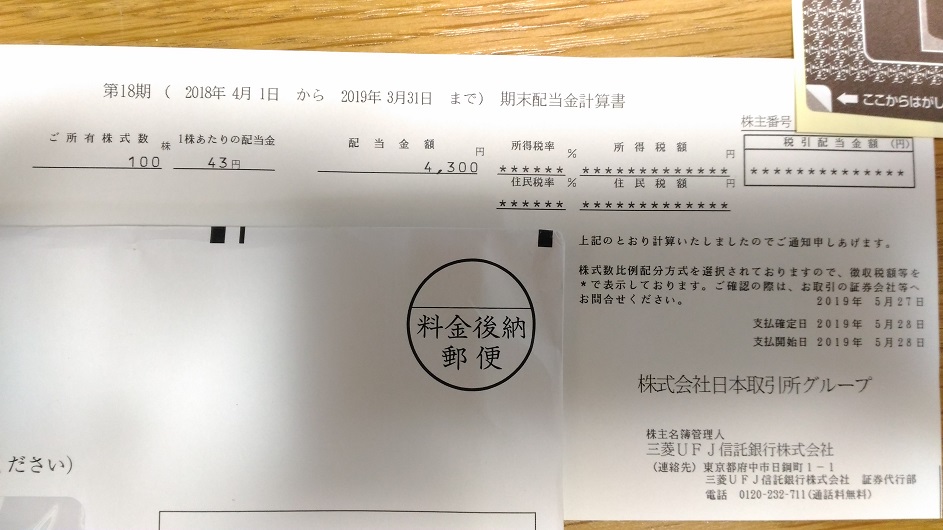 ここからはがし
第18期 ( 2018年 4月 1日 から 2019年 3月31日 まで) 期末配当金計算書
株主番号
ご所有株式数 株 1株あたりの配当金 配当金額 円 所得税率 % 所得税額 円 税引配当金額 (円)
100 43円 4,300 ****** ************* **************
住民税率 % 住民税額 円
****** *************
上記のとおり計算いたしましたのでご通知申しあげます。
株式数比例配分方式を選択されておりますので、徴収税額等を
*で表示しております。ご確認の際は、お取引の証券会社等へ
お問合せください。
2019年 5月27日
支払確定日 2019年 5月28日
支払開始日 2019年 5月28日
株式会社日本取引所グループ
株主名簿管理人
三菱UFJ信託銀行株式会社
(連絡先) 東京都府中市日鋼町1-1
三菱UFJ信託銀行株式会社 証券代行部
電話 0120-232-711(通話料無料)
料金後納
郵便
ださい)